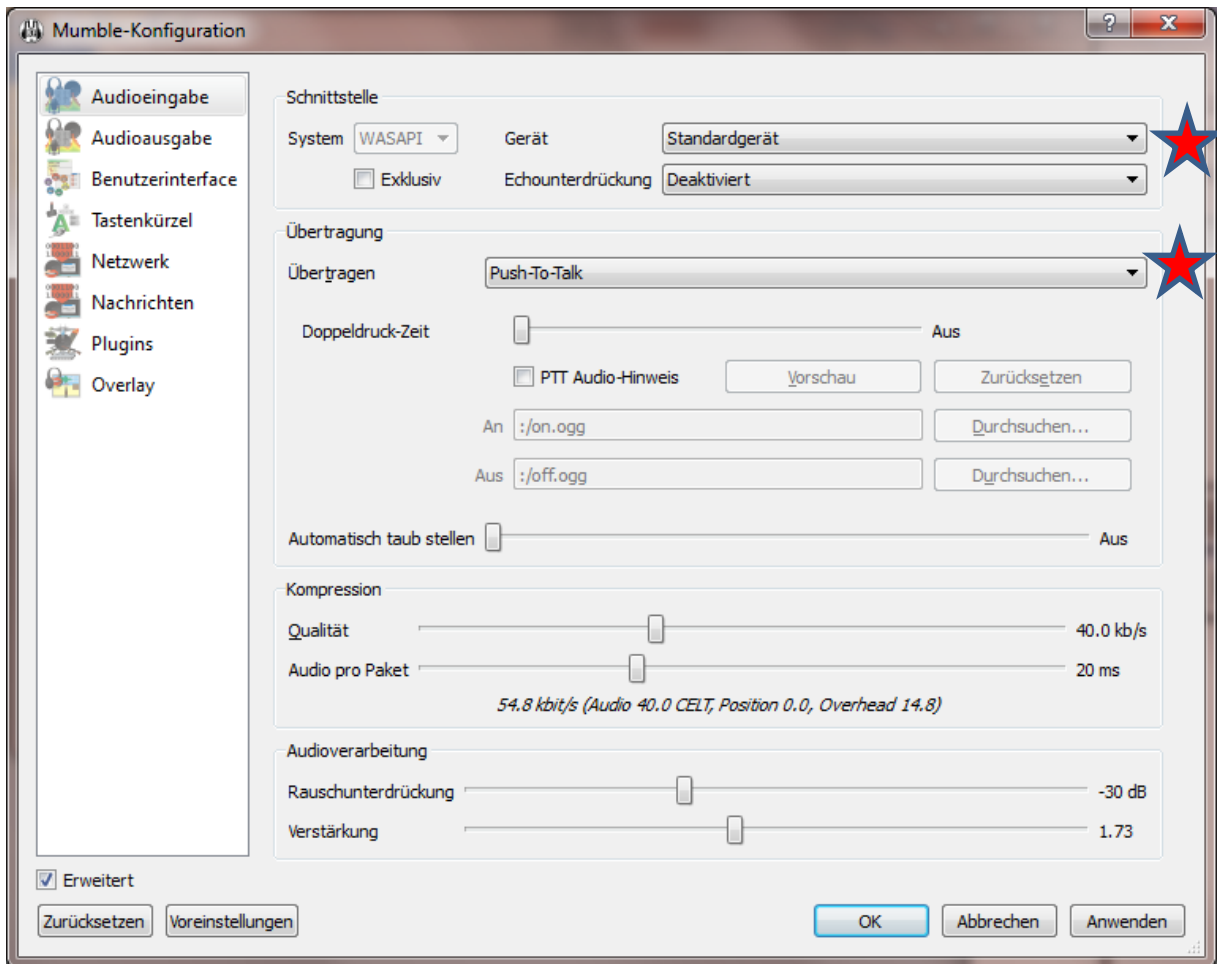 Mumble-Konfiguration
?
X
Audioeingabe
Audioausgabe
Benutzerinterface
Tastenkürzel
Netzwerk
Nachrichten
Plugins
Overlay
Schnittstelle
System WASAPI Gerät Standardgerät
Exklusiv Echounterdrückung Deaktiviert
Übertragung
Übertragen Push-To-Talk
Doppeldruck-Zeit Aus
PTT Audio-Hinweis Vorschau Zurücksetzen
An :/on.ogg Durchsuchen...
Aus :/off.ogg Durchsuchen...
Automatisch taub stellen Aus
Kompression
Qualität 40.0 kb/s
Audio pro Paket 20 ms
54.8 kbit/s (Audio 40.0 CELT, Position 0.0, Overhead 14.8)
Audioverarbeitung
Rauschunterdrückung -30 dB
Verstärkung 1.73
Erweitert
Zurücksetzen Voreinstellungen OK Abbrechen Anwenden